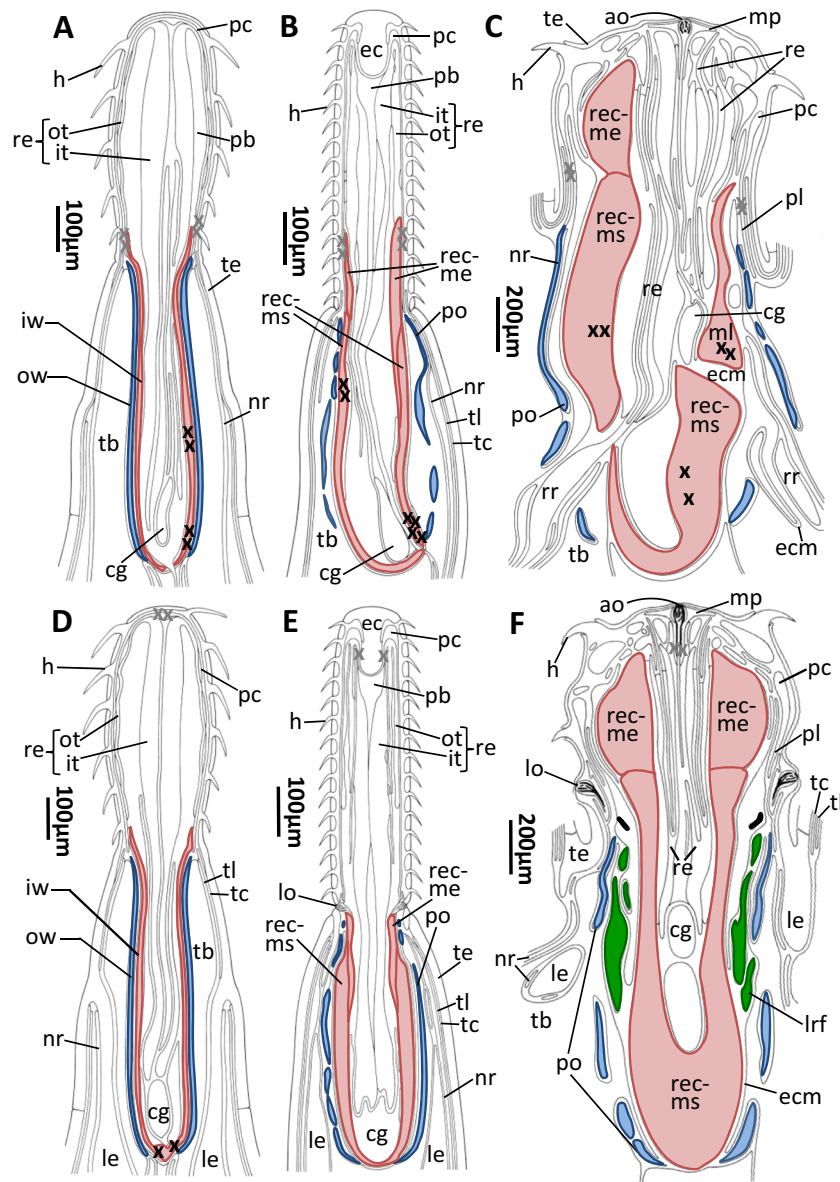 A
pc
h
re
ot
it
pb
100µm
te
iw
ow
nr
tb
cg
B
ec
pc
pb
h
it
ot
re
100µm
rec-
me
rec-
ms
po
nr
tl
tc
tb
cg
C
te
ao
mp
h
re
rec-
me
pc
rec-
ms
pl
nr
200µm
re
cg
ml
ecm
po
rec-
ms
rr
rr
tb
ecm
D
h
pc
re
ot
it
100µm
tl
tc
iw
ow
tb
nr
cg
le
le
E
ec
pc
pb
h
ot
it
re
100µm
lo
rec-
me
rec-
ms
po
te
tl
tc
nr
cg
le
le
F
ao
mp
h
pc
rec-
me
rec-
me
pl
lo
tc
200µm
te
re
cg
le
nr
le
tb
lrf
po
rec-
ms
ecm